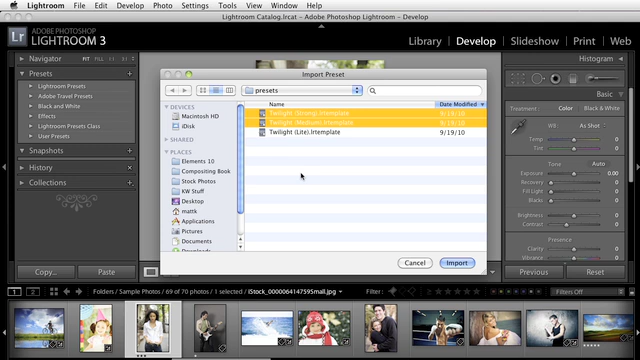 Lightroom File Edit Develop Photo Settings Tools View Window Help
Lightroom Catalog.lrcat - Adobe Photoshop Lightroom - Develop
Lr
ADOBE PHOTOSHOP
LIGHTROOM 3
Library | Develop | Slideshow | Print | Web
Navigator FIT FILL 1:1 3:1
Histogram
Presets
Lightroom Presets
Adobe Travel Presets
Black and White
Effects
Lightroom Presets Class
User Presets
Snapshots
History
Collections
Copy... Paste
Import Preset
presets
DEVICES
Macintosh HD
iDisk
SHARED
PLACES
Elements 10
Compositing Book
Stock Photos
KW Stuff
Desktop
mattk
Applications
Pictures
Documents
Downloads
Name Date Modified
Twilight (Strong).lrtemplate 9/19/10
Twilight (Medium).lrtemplate 9/19/10
Twilight (Lite).lrtemplate 9/19/10
Cancel Import
Basic
Treatment: Color Black & White
WB: As Shot
Temp
Tint
Tone Auto
Exposure 0.00
Recovery
Fill Light
Blacks
Brightness
Contrast
Presence
Clarity
Vibrance
Previous Reset
1 2 Folders / Sample Photos / 69 of 70 photos / 1 selected / iStock_000006414759Small.jpg
Filter: Filters Off